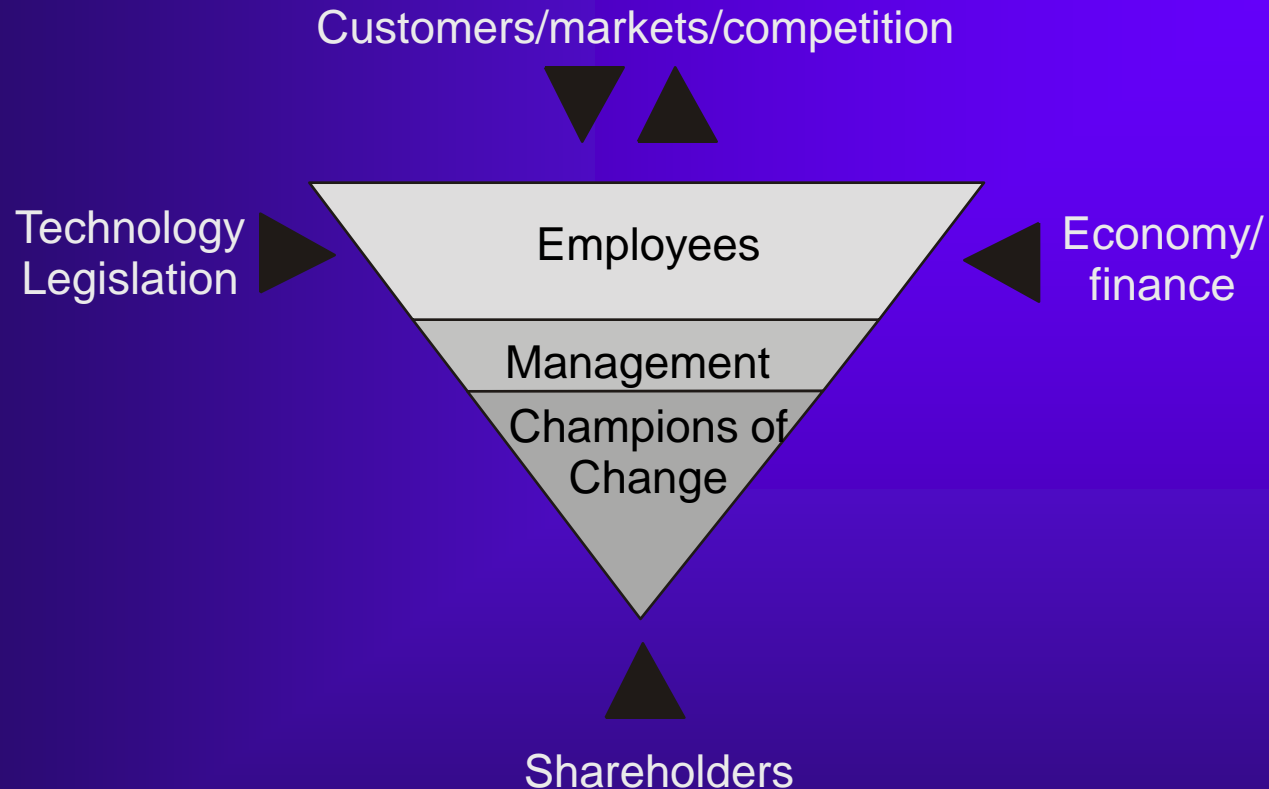 Customers/markets/competition
Technology
Legislation
Employees
Economy/
finance
Management
Champions of
Change
Shareholders